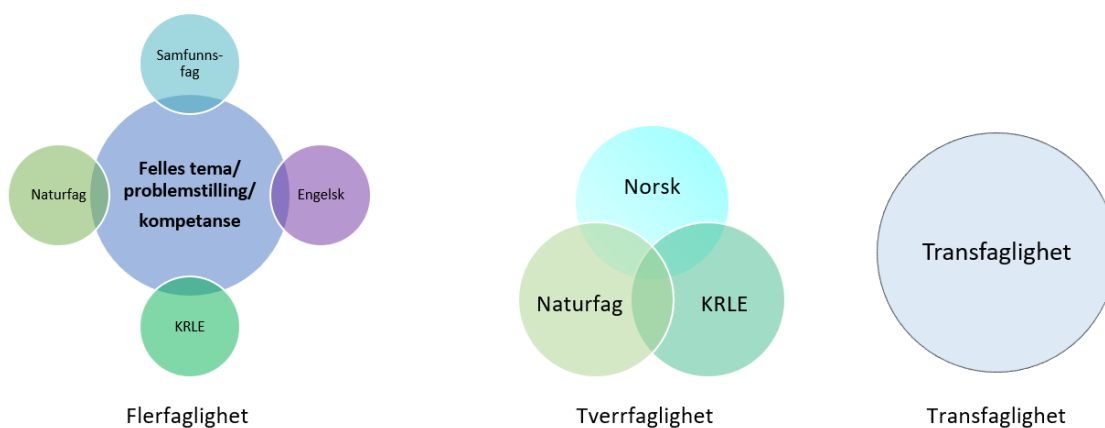 Samfunns-
fag
Felles tema/
problemstilling/
kompetanse
Naturfag
Engelsk
KRLE
Flerfaglighet
Norsk
Naturfag
KRLE
Tverrfaglighet
Transfaglighet
Transfaglighet